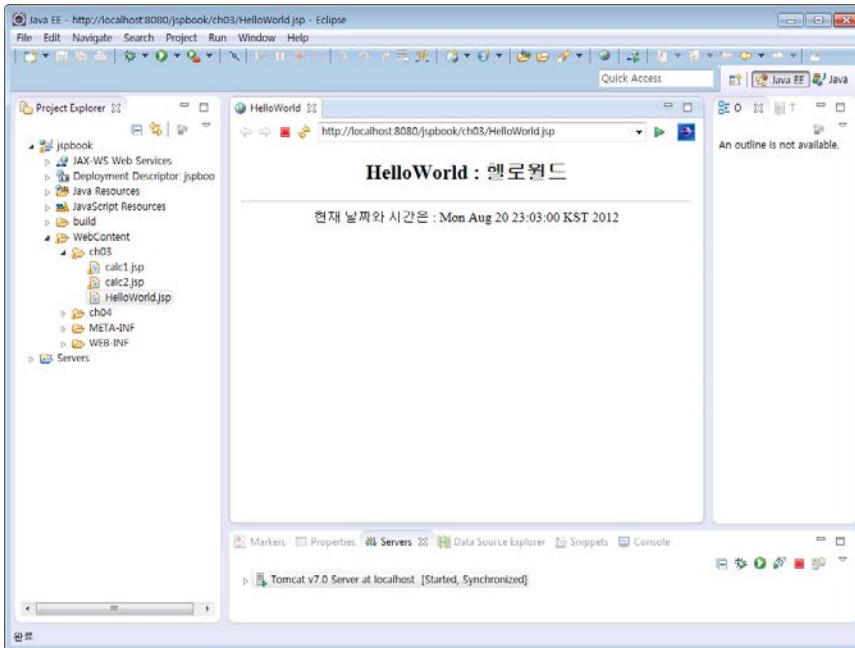 Java EE - http://localhost:8080/jspbook/ch03/HelloWorld.jsp - Eclipse
File Edit Navigate Search Project Run Window Help
Quick Access
Java EE
Java
Project Explorer
jspbook
JAX-WS Web Services
Deployment Descriptor: jspboo
Java Resources
JavaScript Resources
build
WebContent
ch03
calc1.jsp
calc2.jsp
HelloWorld.jsp
ch04
META-INF
WEB-INF
Servers
HelloWorld
http://localhost:8080/jspbook/ch03/HelloWorld.jsp
HelloWorld : 헬로월드
현재 날짜와 시간은 : Mon Aug 20 23:03:00 KST 2012
O
T
An outline is not available.
Markers Properties Servers Data Source Explorer Snippets Console
Tomcat v7.0 Server at localhost [Started, Synchronized]
완료